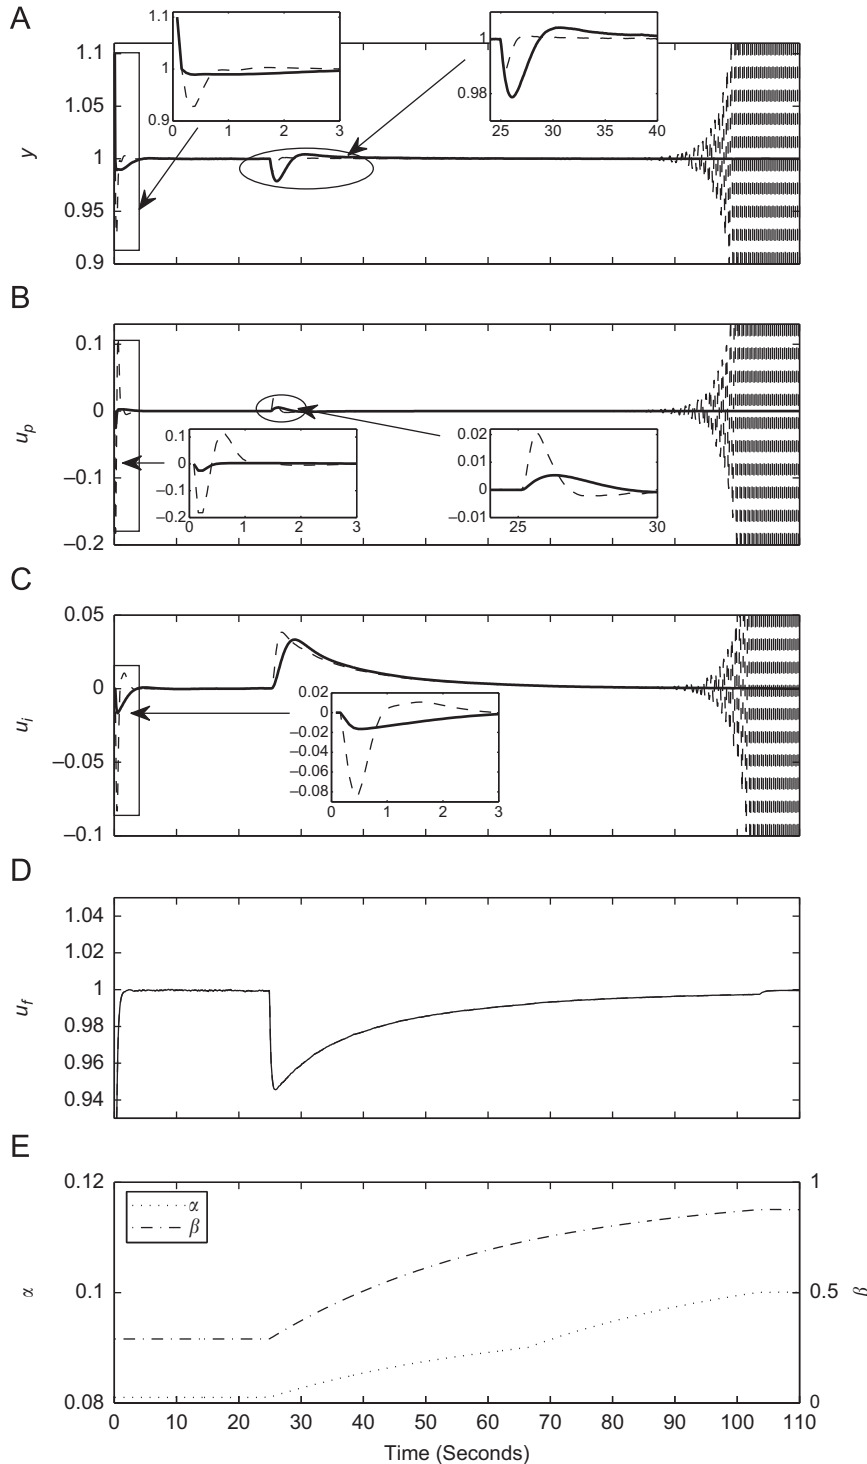 A
1.1
1.05
1
0.95
0.9
y
1.1
1
0.9
0 1 2 3
1
0.98
25 30 35 40
B
0.1
0
–0.1
–0.2
u_p
0.1
0
–0.1
–0.2
0 1 2 3
0.02
0.01
0
–0.01
25 30
C
0.05
0
–0.05
–0.1
u_i
0.02
0
–0.02
–0.04
–0.06
–0.08
0 1 2 3
D
1.04
1.02
1
0.98
0.96
0.94
u_f
E
0.12
0.1
0.08
α
α
β
1
0.5
0
β
0 10 20 30 40 50 60 70 80 90 100 110
Time (Seconds)